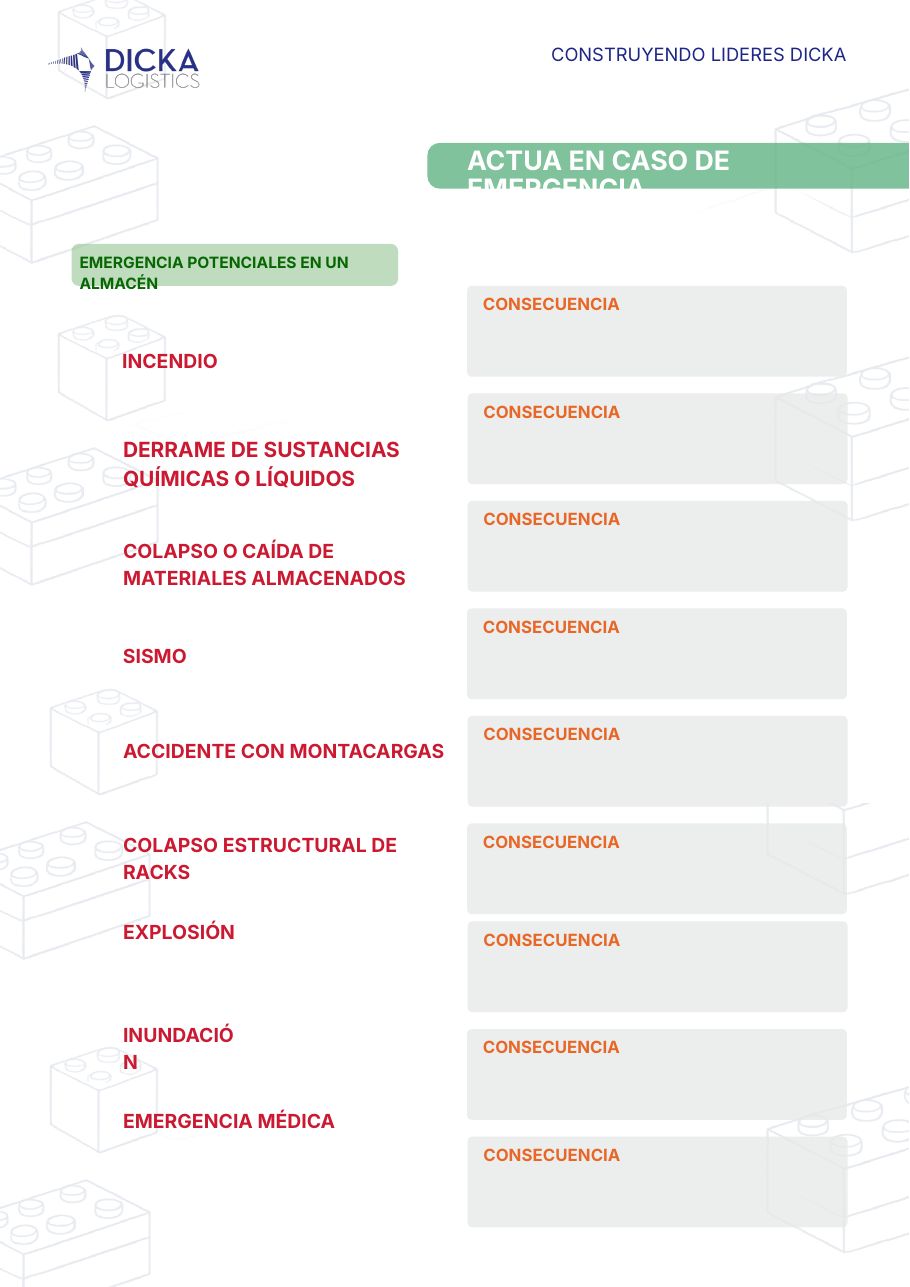 DICKA
LOGISTICS
CONSTRUYENDO LIDERES DICKA
ACTUA EN CASO DE
EMERGENCIA
EMERGENCIA POTENCIALES EN UN
ALMACÉN
CONSECUENCIA
INCENDIO
CONSECUENCIA
DERRAME DE SUSTANCIAS
QUÍMICAS O LÍQUIDOS
CONSECUENCIA
COLAPSO O CAÍDA DE
MATERIALES ALMACENADOS
CONSECUENCIA
SISMO
CONSECUENCIA
ACCIDENTE CON MONTACARGAS
CONSECUENCIA
COLAPSO ESTRUCTURAL DE
RACKS
CONSECUENCIA
EXPLOSIÓN
CONSECUENCIA
INUNDACIÓ
N
CONSECUENCIA
EMERGENCIA MÉDICA